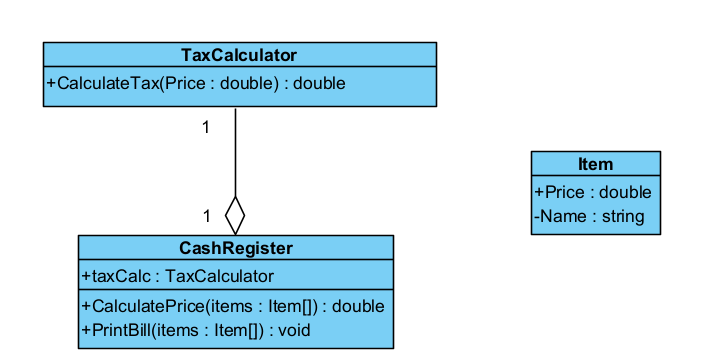 TaxCalculator
+CalculateTax(Price : double) : double
1
1
CashRegister
+taxCalc : TaxCalculator
+CalculatePrice(items : Item[]) : double
+PrintBill(items : Item[]) : void
Item
+Price : double
-Name : string